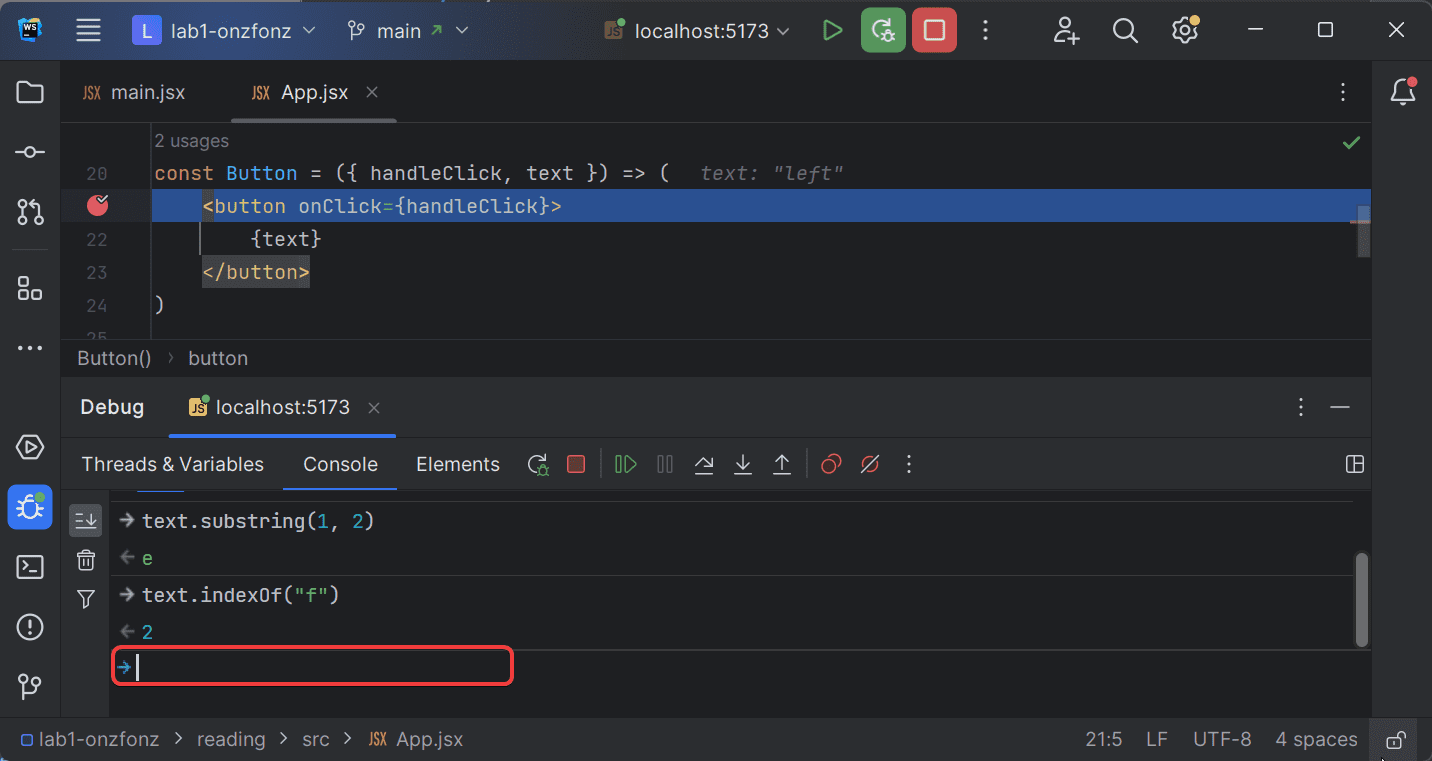 WS L lab1-onzfonz main localhost:5173
JSX main.jsx JSX App.jsx
2 usages
20 const Button = ({ handleClick, text }) => ( text: "left"
<button onClick={handleClick}>
22 {text}
23 </button>
24 )
25
Button() › button
Debug JS localhost:5173
Threads & Variables Console Elements
text.substring(1, 2)
e
text.indexOf("f")
2
lab1-onzfonz > reading > src > JSX App.jsx 21:5 LF UTF-8 4 spaces